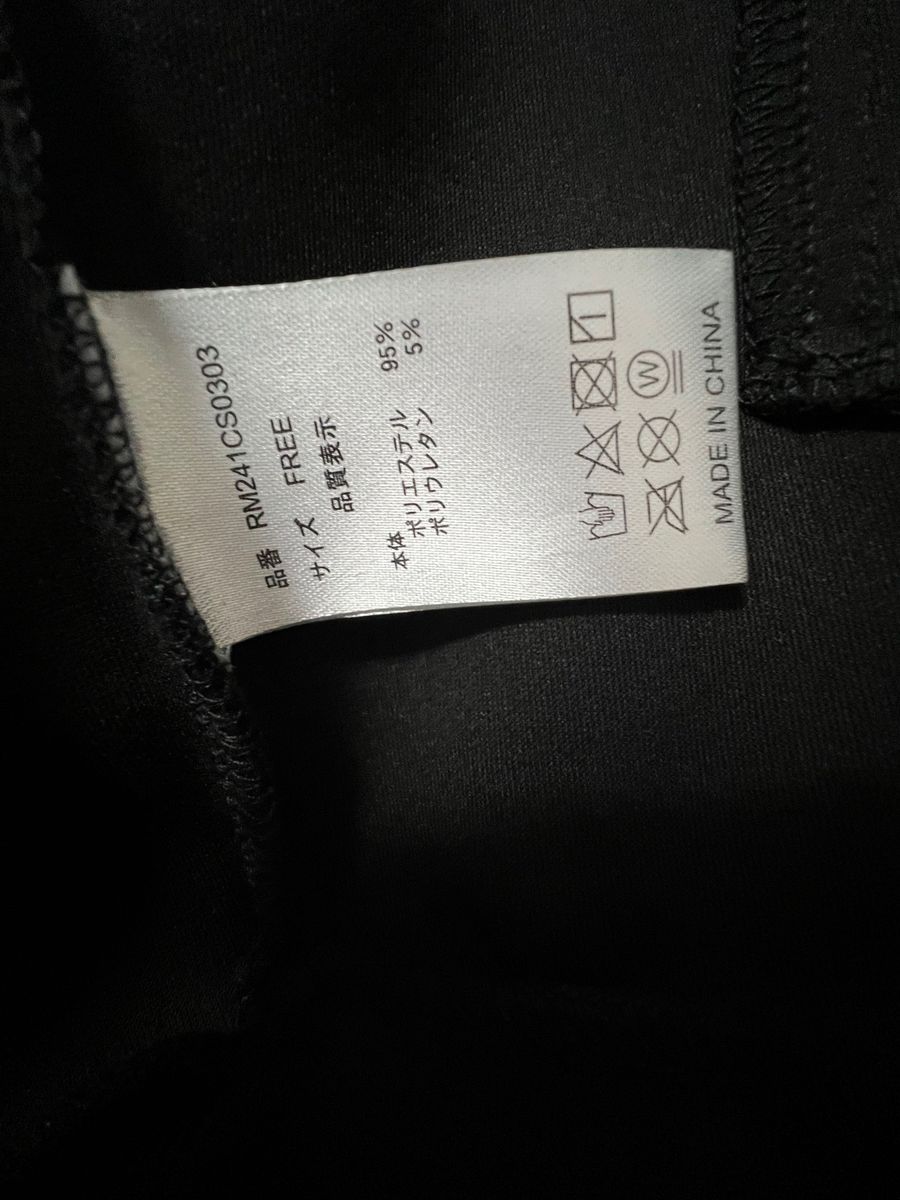 品番 RM241CS0303
サイズ FREE
品質表示
本体
ポリエステル 95%
ポリウレタン 5%
W
MADE IN CHINA